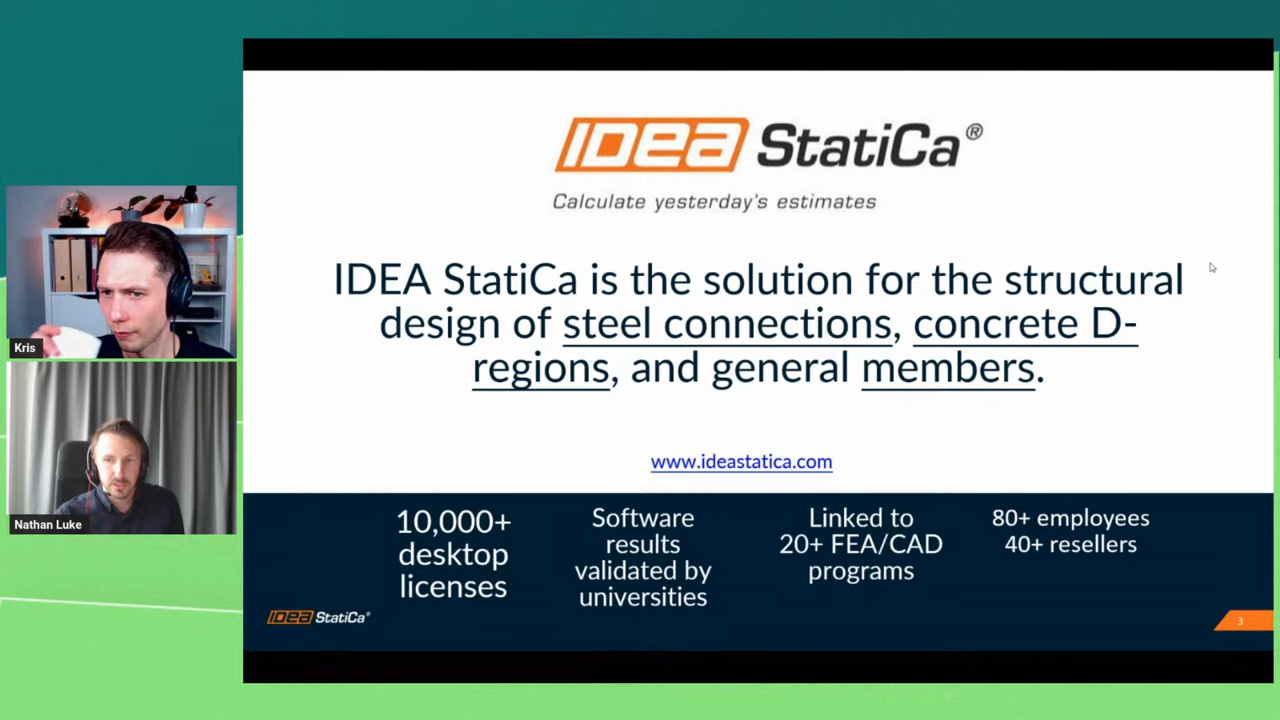 IDEA StatiCa®
Calculate yesterday's estimates
IDEA StatiCa is the solution for the structural
design of steel connections, concrete D-
regions, and general members.
www.ideastatica.com
10,000+
desktop
licenses
Software
results
validated by
universities
Linked to
20+ FEA/CAD
programs
80+ employees
40+ resellers
IDEA StatiCa®
3
Kris
Nathan Luke